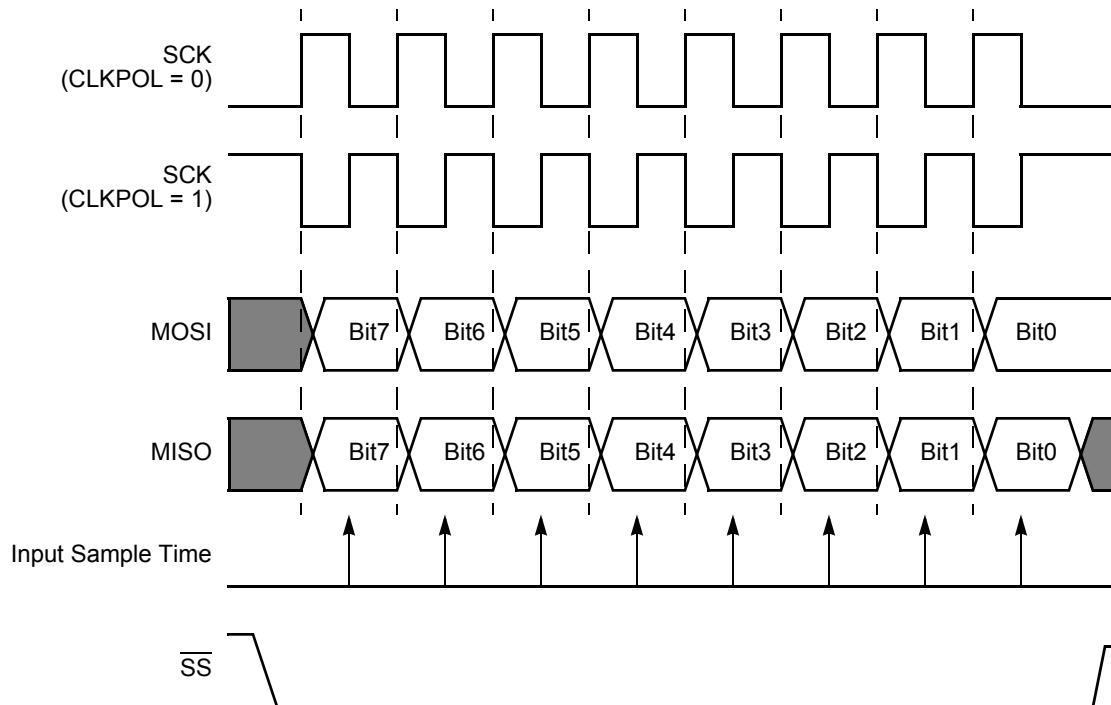 SCK
(CLKPOL = 0)
SCK
(CLKPOL = 1)
MOSI Bit7 Bit6 Bit5 Bit4 Bit3 Bit2 Bit1 Bit0
MISO Bit7 Bit6 Bit5 Bit4 Bit3 Bit2 Bit1 Bit0
Input Sample Time
SS